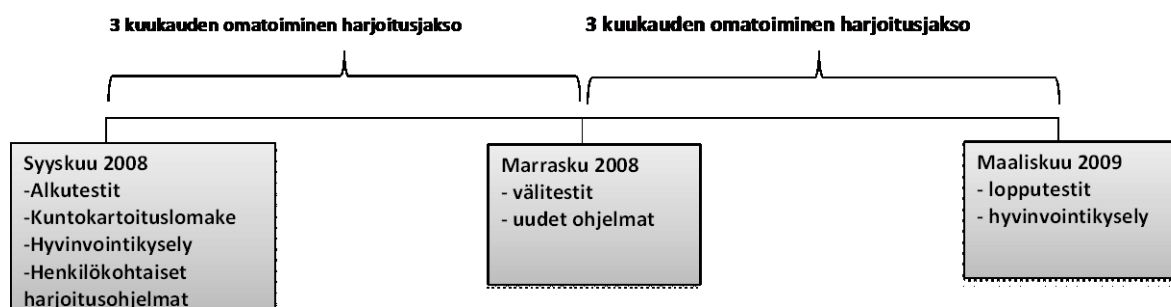 3 kuukauden omatoiminen harjoitusjakso
3 kuukauden omatoiminen harjoitusjakso
Syyskuu 2008
-Alkutestit
-Kuntokartoituslomake
-Hyvinvointikysely
-Henkilökohtaiset
harjoitusohjelmat
Marrasku 2008
- välitestit
- uudet ohjelmat
Maaliskuu 2009
- lopputestit
- hyvinvointikysely